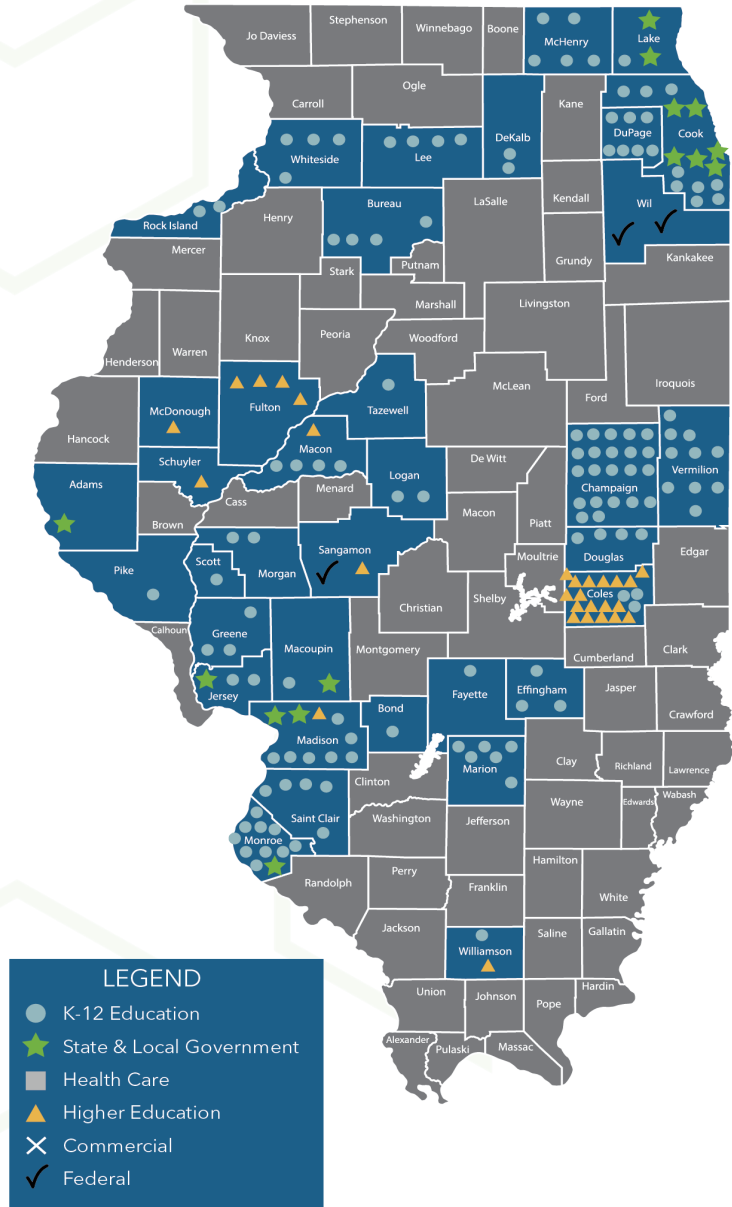 Jo Daviess
Stephenson
Winnebago
Boone
McHenry
Lake
Carroll
Ogle
Kane
DeKalb
DuPage
Cook
Whiteside
Lee
Kendall
Wil
Rock Island
Henry
Bureau
LaSalle
Mercer
Stark
Putnam
Grundy
Kankakee
Marshall
Livingston
Henderson
Warren
Knox
Peoria
Woodford
McLean
Ford
Iroquois
McDonough
Fulton
Tazewell
Hancock
Macon
Schuyler
Logan
De Witt
Champaign
Vermilion
Adams
Cass
Menard
Macon
Piatt
Brown
Sangamon
Moultrie
Douglas
Edgar
Pike
Scott
Morgan
Christian
Shelby
Coles
Calhoun
Greene
Macoupin
Montgomery
Cumberland
Clark
Jersey
Bond
Fayette
Effingham
Jasper
Crawford
Madison
Marion
Clay
Richland
Lawrence
Clinton
Wayne
Edwards
Wabash
Saint Clair
Washington
Jefferson
Monroe
Randolph
Perry
Hamilton
Franklin
White
Jackson
Williamson
Saline
Gallatin
Union
Johnson
Pope
Hardin
Alexander
Pulaski
Massac
LEGEND
K-12 Education
State & Local Government
Health Care
Higher Education
Commercial
Federal